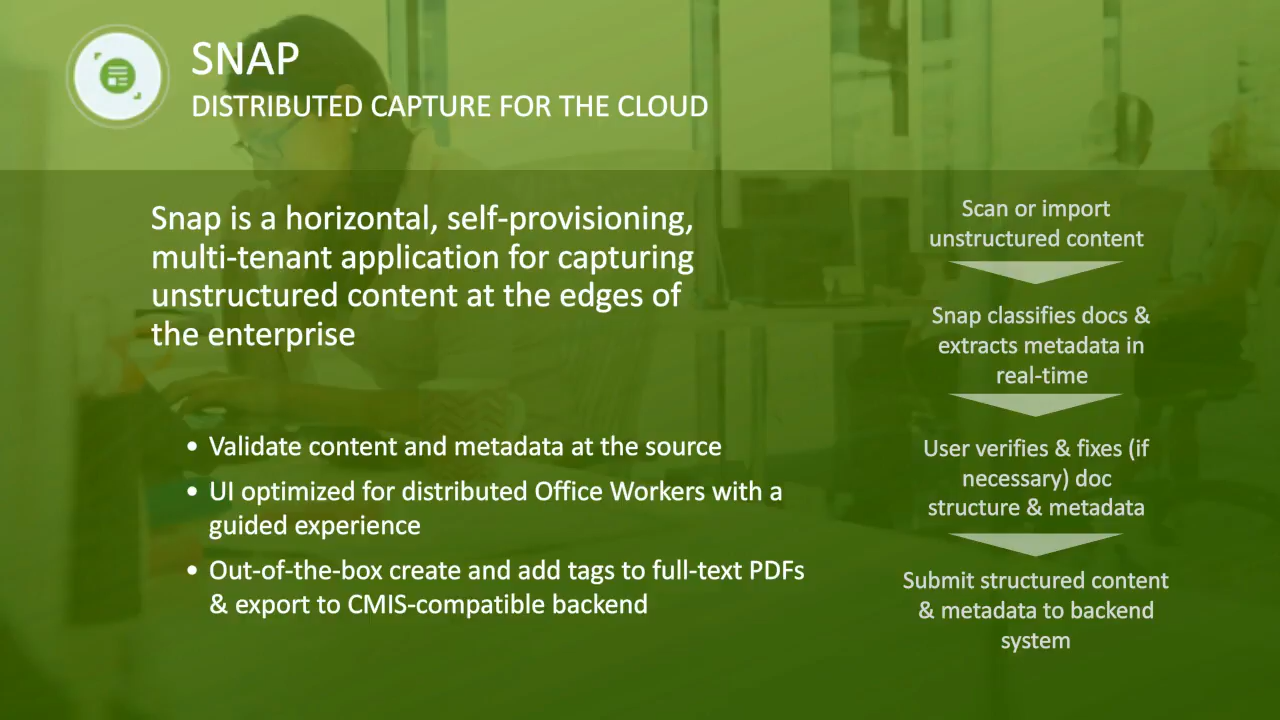 SNAP
DISTRIBUTED CAPTURE FOR THE CLOUD
Snap is a horizontal, self-provisioning,
multi-tenant application for capturing
unstructured content at the edges of
the enterprise
• Validate content and metadata at the source
• UI optimized for distributed Office Workers with a
guided experience
• Out-of-the-box create and add tags to full-text PDFs
& export to CMIS-compatible backend
Scan or import
unstructured content
Snap classifies docs &
extracts metadata in
real-time
User verifies & fixes (if
necessary) doc
structure & metadata
Submit structured content
& metadata to backend
system